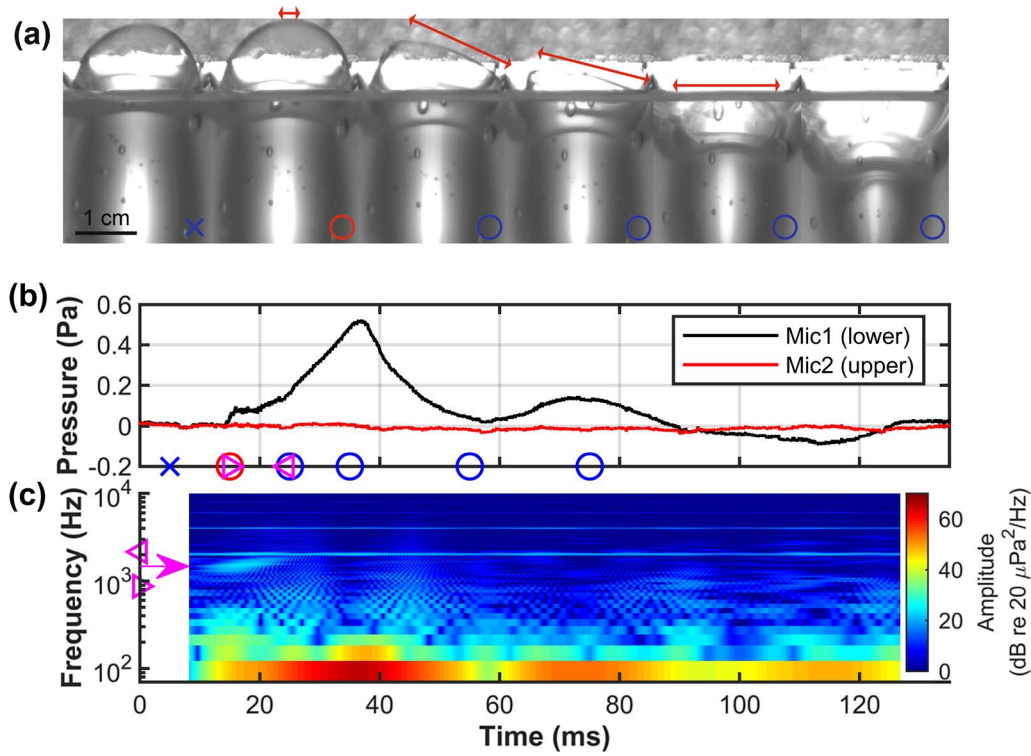 (a)
1 cm
(b)
Pressure (Pa)
0.6
0.4
0.2
0
-0.2
Mic1 (lower)
Mic2 (upper)
(c)
Frequency (Hz)
10⁴
10³
10²
0 20 40 60 80 100 120
Time (ms)
60
40
20
0
Amplitude
(dB re 20 μPa²/Hz)